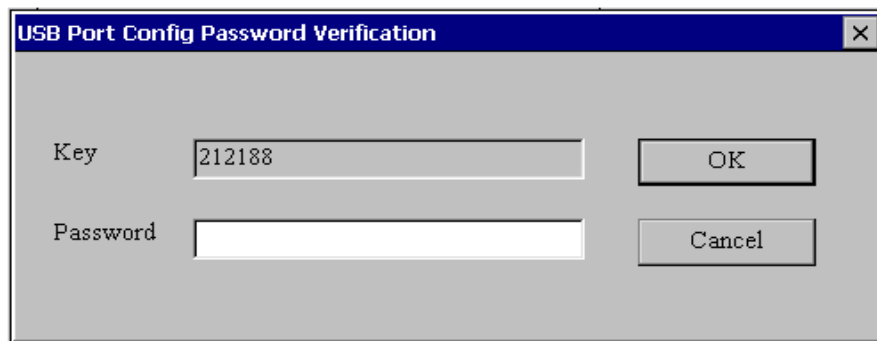 USB Port Config Password Verification
Key
212188
OK
Password
Cancel